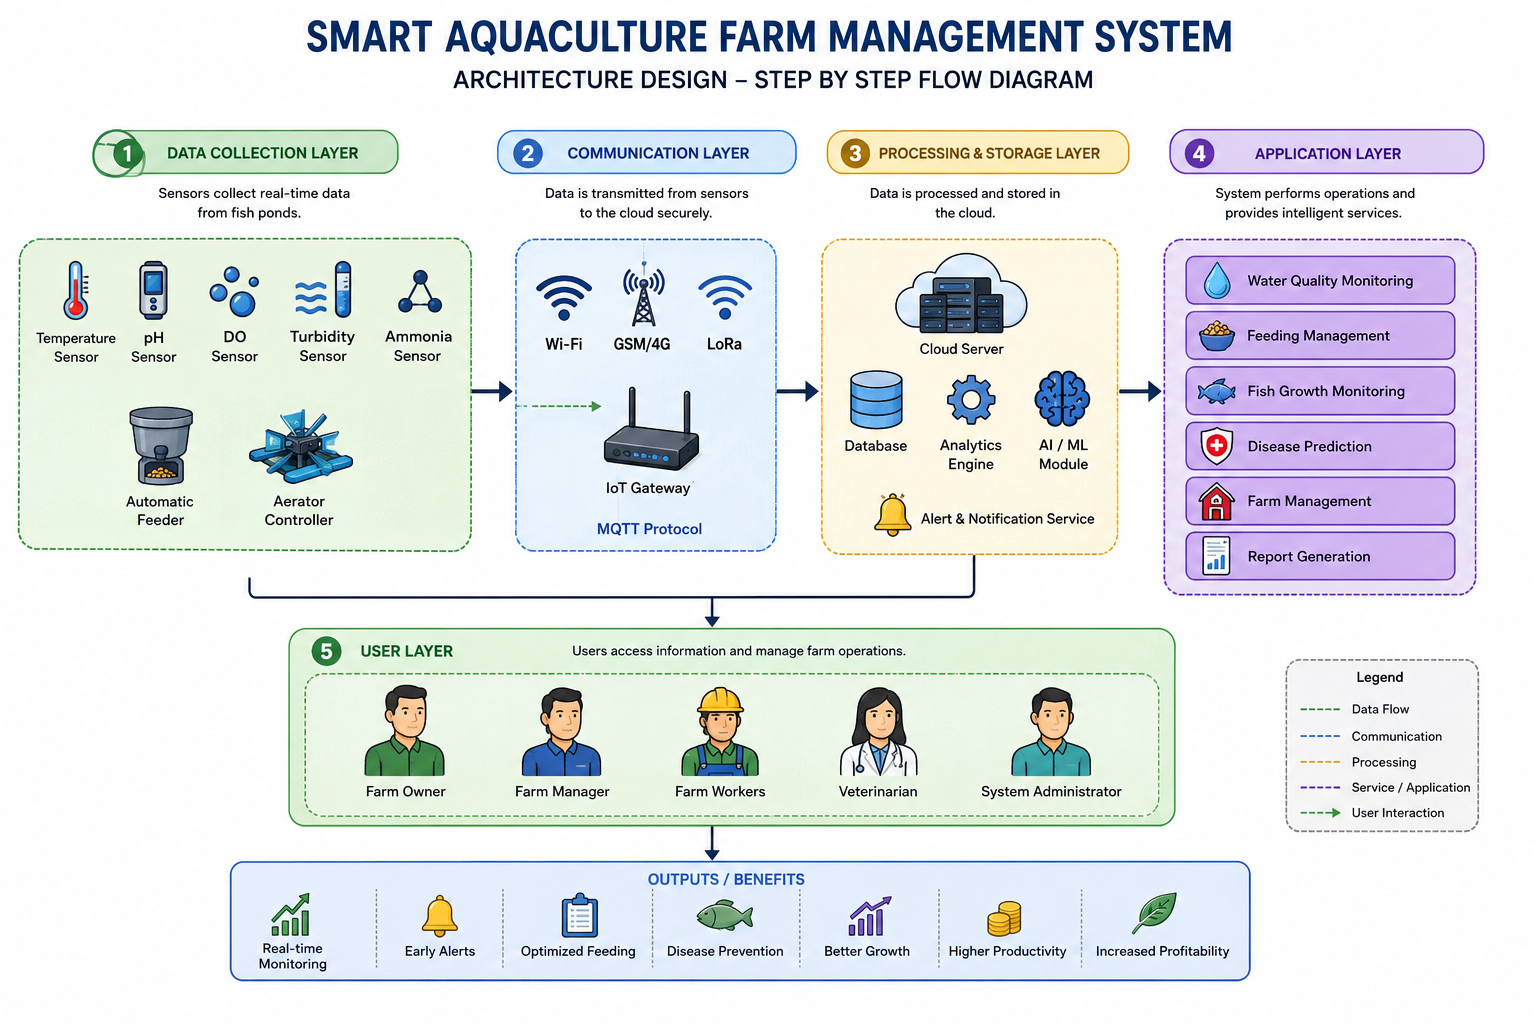 SMART AQUACULTURE FARM MANAGEMENT SYSTEM
ARCHITECTURE DESIGN – STEP BY STEP FLOW DIAGRAM
1 DATA COLLECTION LAYER
Sensors collect real-time data
from fish ponds.
Temperature
Sensor
pH
Sensor
DO
Sensor
Turbidity
Sensor
Ammonia
Sensor
Automatic
Feeder
Aerator
Controller
2 COMMUNICATION LAYER
Data is transmitted from sensors
to the cloud securely.
Wi-Fi
GSM/4G
LoRa
IoT Gateway
MQTT Protocol
3 PROCESSING & STORAGE LAYER
Data is processed and stored in
the cloud.
Cloud Server
Database
Analytics
Engine
AI / ML
Module
Alert & Notification Service
4 APPLICATION LAYER
System performs operations and
provides intelligent services.
Water Quality Monitoring
Feeding Management
Fish Growth Monitoring
Disease Prediction
Farm Management
Report Generation
5 USER LAYER
Users access information and manage farm operations.
Farm Owner
Farm Manager
Farm Workers
Veterinarian
System Administrator
Legend
Data Flow
Communication
Processing
Service / Application
User Interaction
OUTPUTS / BENEFITS
Real-time
Monitoring
Early Alerts
Optimized Feeding
Disease Prevention
Better Growth
Higher Productivity
Increased Profitability